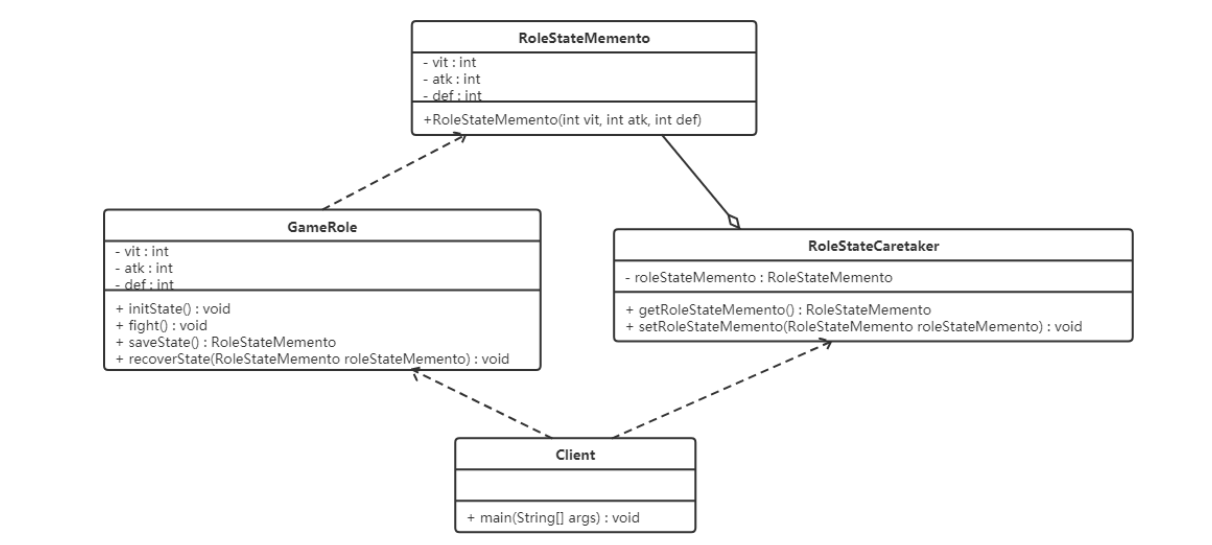 RoleStateMemento
- vit : int
- atk : int
- def : int
+RoleStateMemento(int vit, int atk, int def)
GameRole
- vit : int
- atk : int
- def : int
+ initState() : void
+ fight() : void
+ saveState() : RoleStateMemento
+ recoverState(RoleStateMemento roleStateMemento) : void
RoleStateCaretaker
- roleStateMemento : RoleStateMemento
+ getRoleStateMemento() : RoleStateMemento
+ setRoleStateMemento(RoleStateMemento roleStateMemento) : void
Client
+ main(String[] args) : void